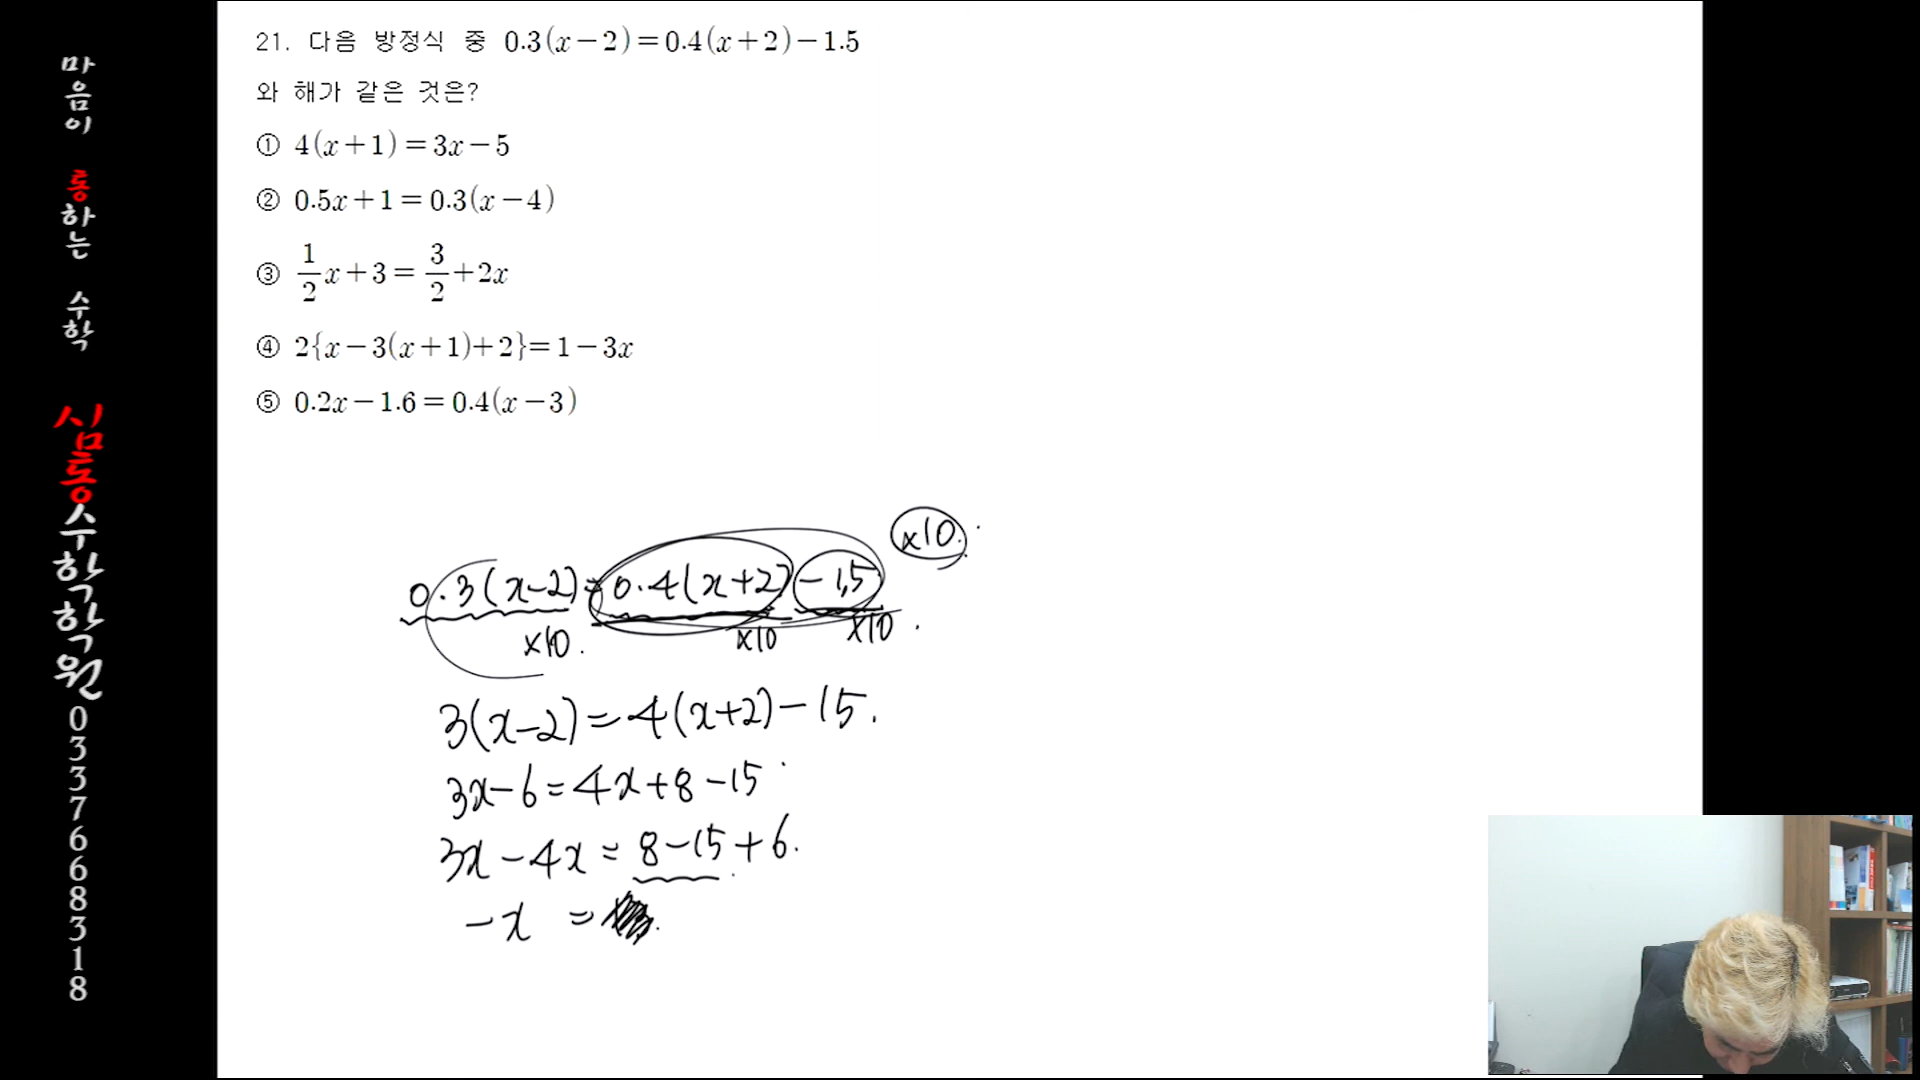 마음이 통하는 수학
심통수학학원
0337668318
21. 다음 방정식 중 0.3(x−2)=0.4(x+2)−1.5
와 해가 같은 것은?
① 4(x+1)=3x−5
② 0.5x+1=0.3(x−4)
③ 1/2x+3=3/2+2x
④ 2{x−3(x+1)+2}=1−3x
⑤ 0.2x−1.6=0.4(x−3)
×10.
0.3(x−2)=0.4(x+2)−1.5
×10. ×10 ×10.
3(x−2)=4(x+2)−15.
3x−6=4x+8−15
3x−4x=8−15+6.
−x =